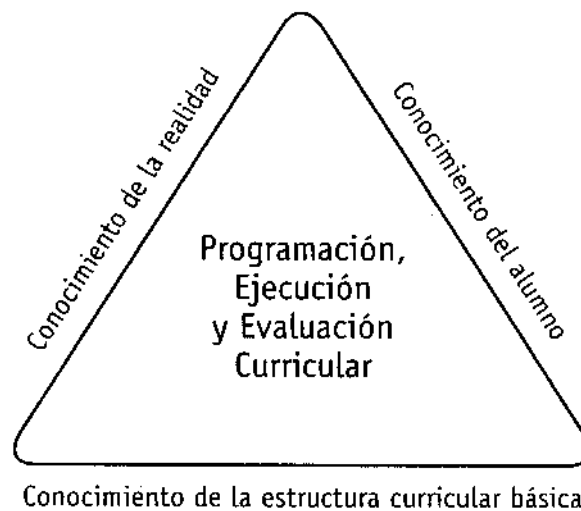 Conocimiento de la realidad
Conocimiento del alumno
Programación,
Ejecución
y Evaluación
Curricular
Conocimiento de la estructura curricular básica